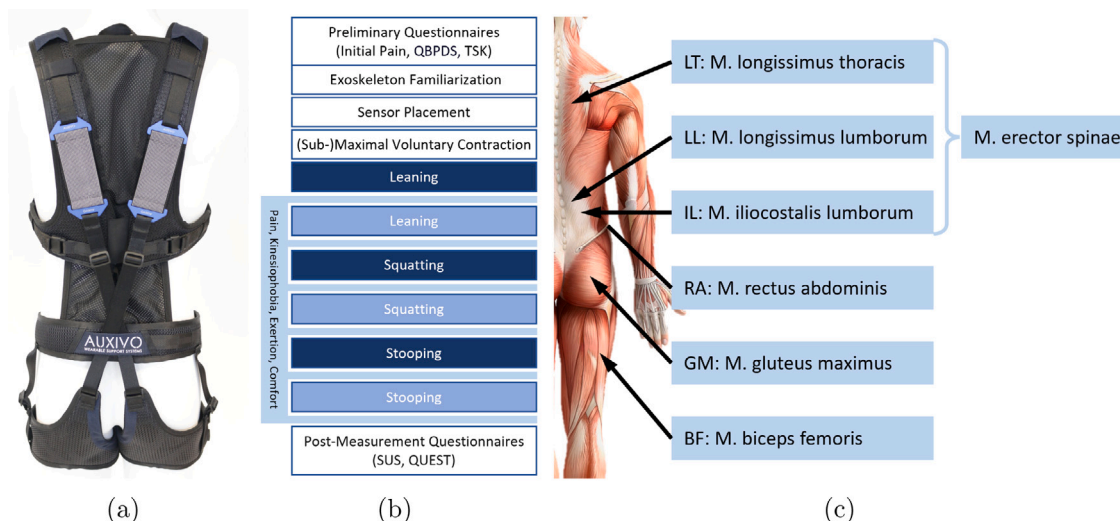 AUXIVO
WEARABLE SUPPORT SYSTEMS
(a)
Preliminary Questionnaires
(Initial Pain, QBPDS, TSK)
Exoskeleton Familiarization
Sensor Placement
(Sub-)Maximal Voluntary Contraction
Leaning
Leaning
Squatting
Squatting
Stooping
Stooping
Pain, Kinesiophobia, Exertion, Comfort
Post-Measurement Questionnaires
(SUS, QUEST)
(b)
LT: M. longissimus thoracis
LL: M. longissimus lumborum
IL: M. iliocostalis lumborum
M. erector spinae
RA: M. rectus abdominis
GM: M. gluteus maximus
BF: M. biceps femoris
(c)